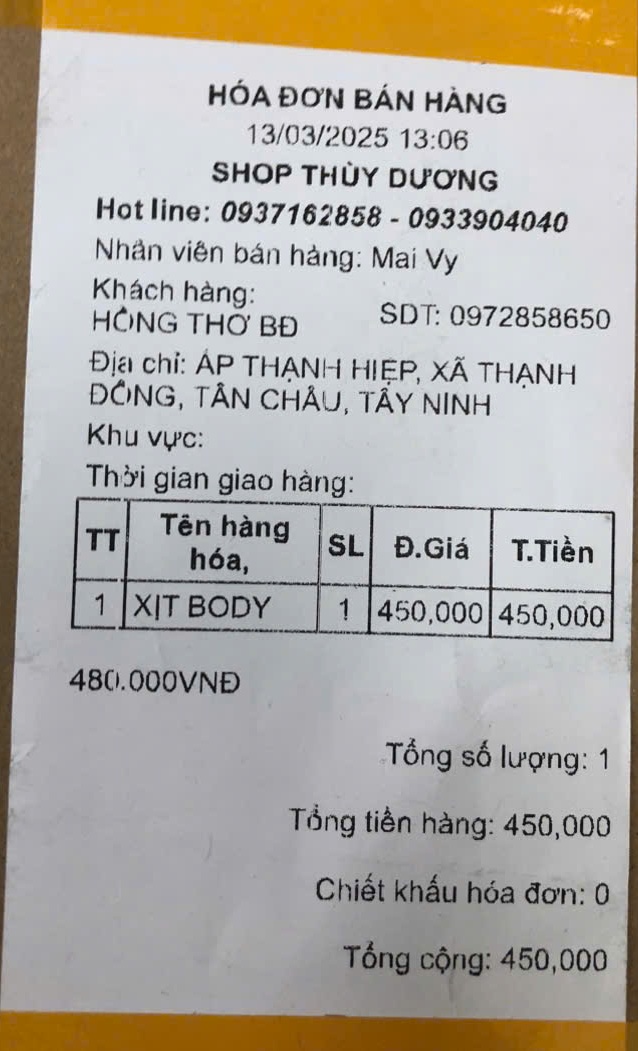 HÓA ĐƠN BÁN HÀNG
13/03/2025 13:06
SHOP THÙY DƯƠNG
Hot line: 0937162858 - 0933904040
Nhân viên bán hàng: Mai Vy
Khách hàng:
HỒNG THƠ BĐ
SDT: 0972858650
Địa chỉ: ẤP THẠNH HIỆP, XÃ THẠNH
ĐÔNG, TÂN CHÂU, TÂY NINH
Khu vực:
Thời gian giao hàng:
TT Tên hàng hóa, SL Đ.Giá T.Tiền
1 XỊT BODY 1 450,000 450,000
480.000VNĐ
Tổng số lượng: 1
Tổng tiền hàng: 450,000
Chiết khấu hóa đơn: 0
Tổng cộng: 450,000